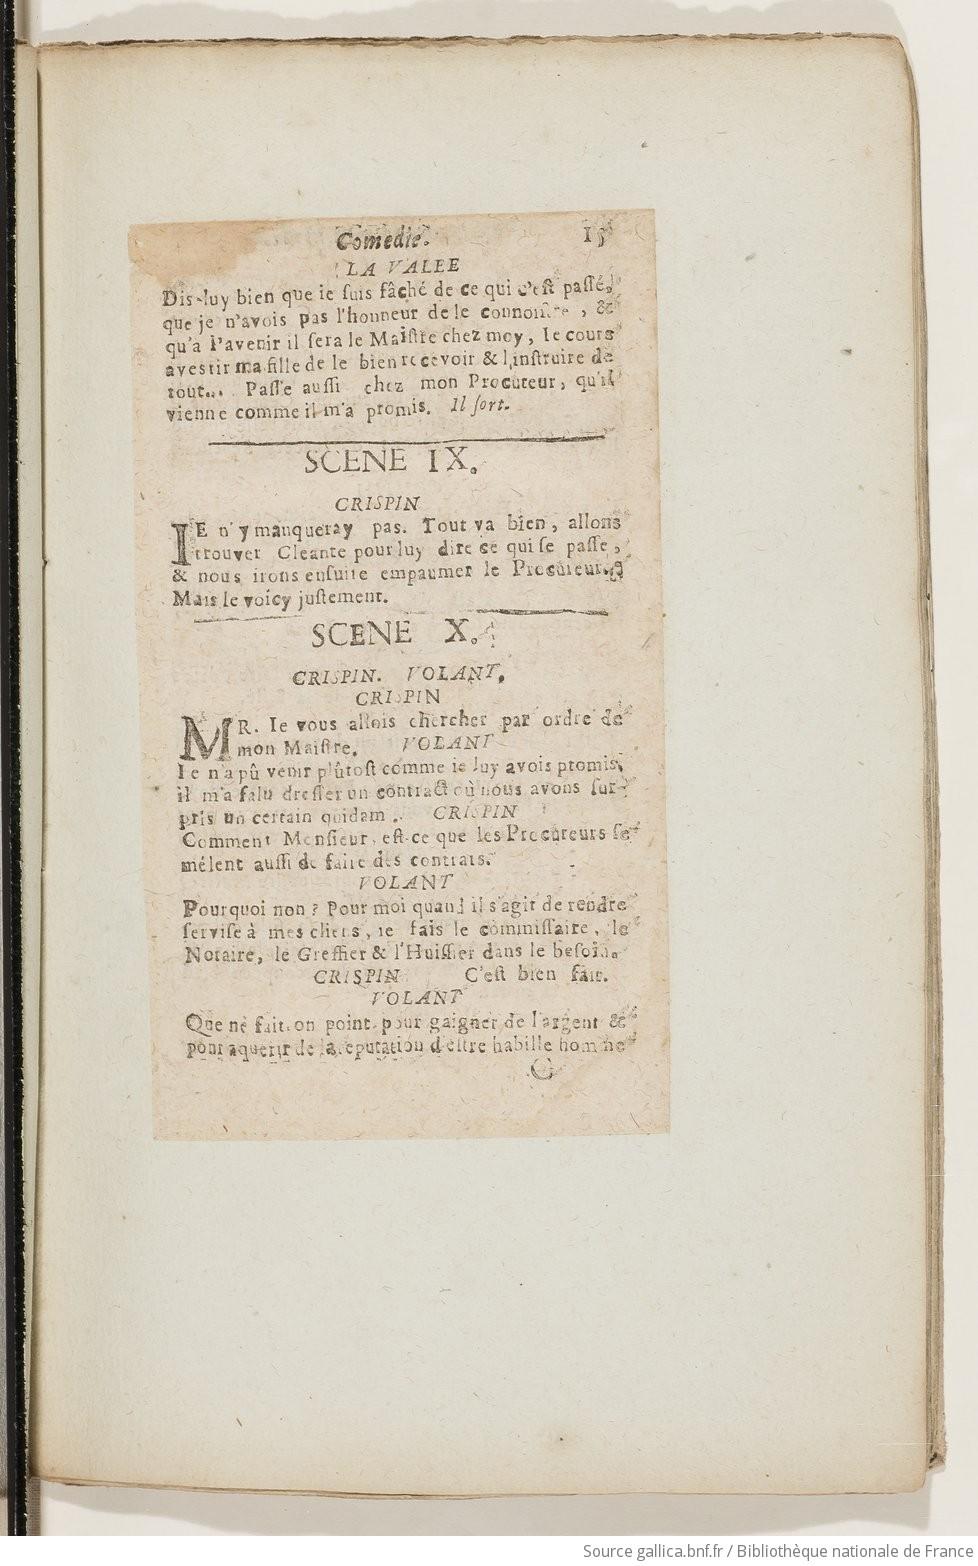 Comedie. 15
LA VALEE
Dis-luy bien que ie suis fâché de ce qui c'est passé,
que je n'avois pas l'honneur de le connoistre, &
qu'a l'avenir il sera le Maistre chez moy, Ie cours
avestir ma fille de le bien recevoir & l,instruire de
tout... Passe aussi chez mon Procureur, qu'il
vienne comme il m'a promis. Il sort.
SCENE IX.
CRISPIN
IE n'y manqueray pas. Tout va bien, allons
trouver Cleante pour luy dire ce qui se passe,
& nous irons ensuite empaumer le Procureur.
Mais le voicy justement.
SCENE X.
CRISPIN. VOLANT,
CRISPIN
MR. Ie vous allois chercher par ordre de
mon Maistre. VOLANT
Ie n'a pû venir plûtost comme ie luy avois promis,
il m'a falu dresser un contract où nous avons sur-
pris un certain quidam.. CRISPIN
Comment Monsieur, est-ce que les Procureurs se
mélent aussi de faire des contrats.
VOLANT
Pourquoi non? Pour moi quand il s'agit de rendre
servise à mes cliens, ie fais le commissaire, le
Notaire, le Greffier & l'Huissier dans le besoin.
CRISPIN C'est bien fait.
VOLANT
Que ne fait-on point pour gaigner de l'argent &
pour aquerir de la reputation d'estre habille homme
C
Source gallica.bnf.fr / Bibliothèque nationale de France